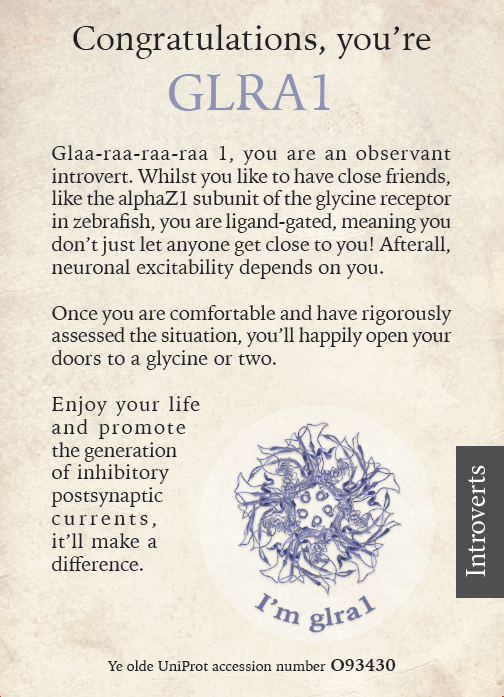 Congratulations, you're
GLRA1
Glaa-raa-raa-raa 1, you are an observant
introvert. Whilst you like to have close friends,
like the alphaZ1 subunit of the glycine receptor
in zebrafish, you are ligand-gated, meaning you
don't just let anyone get close to you! Afterall,
neuronal excitability depends on you.
Once you are comfortable and have rigorously
assessed the situation, you'll happily open your
doors to a glycine or two.
Enjoy your life
and promote
the generation
of inhibitory
postsynaptic
currents,
it'll make a
difference.
I'm glra1
Introverts
Ye olde UniProt accession number O93430